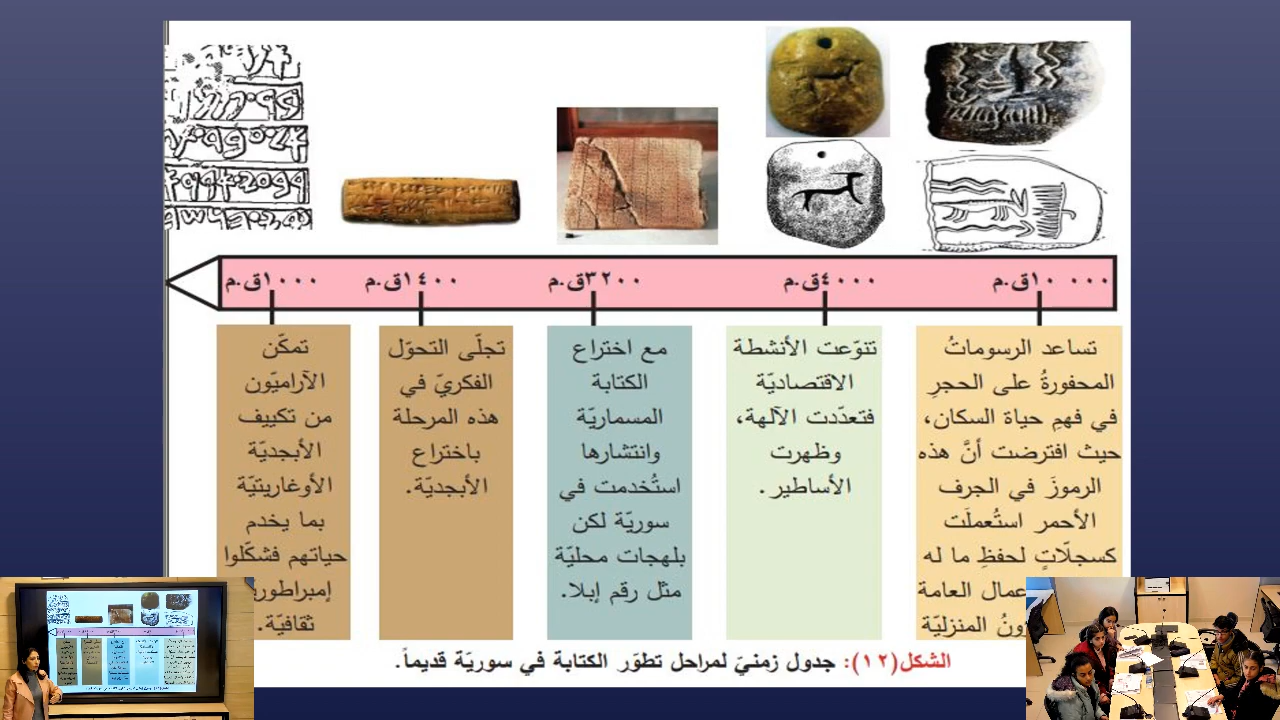 ١٠ ٠٠٠ق.م
٤٠٠٠ق.م
٣٢٠٠ق.م
١٤٠٠ق.م
١٠٠٠ق.م
تساعد الرسوماتُ
المحفورةُ على الحجرِ
في فهمِ حياة السكان،
حيث افترضت أنَّ هذه
الرموزَ في الجرف
الأحمر استُعملَت
كسجلّاتٍ لحفظِ ما له
المنزليّة
تنوّعت الأنشطة
الاقتصاديّة
فتعدّدت الآلهة،
وظهرت
الأساطير.
مع اختراع
الكتابة
المسماريّة
وانتشارها
استُخدمت في
سوريّة لكن
بلهجات محليّة
مثل رقم إبلا.
تجلّى التحوّل
الفكريّ في
هذه المرحلة
باختراع
الأبجديّة.
تمكّن
الآراميّون
من تكييف
الأبجديّة
الأوغاريتيّة
بما يخدم
حياتهم فشكّلوا
ثقافيّة.
الشكل(١٢): جدول زمنيّ لمراحل تطوّر الكتابة في سوريّة قديماً.